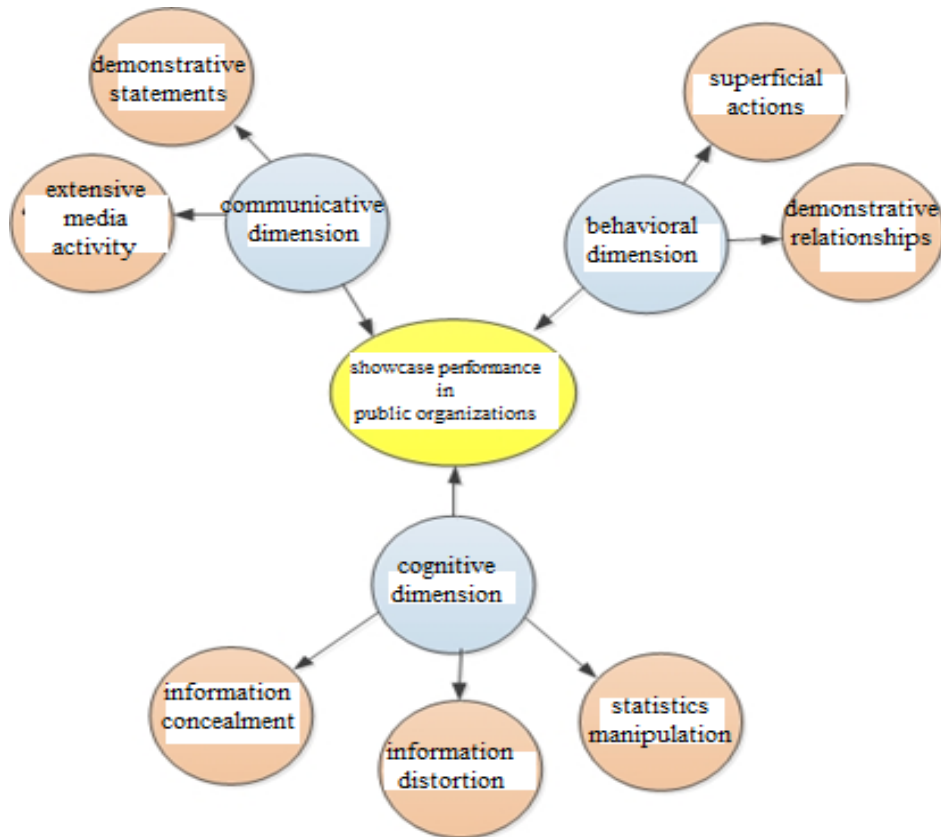 demonstrative
statements
superficial
actions
extensive
media
activity
communicative
dimension
behavioral
dimension
demonstrative
relationships
showcase performance
in
public organizations
cognitive
dimension
information
concealment
information
distortion
statistics
manipulation